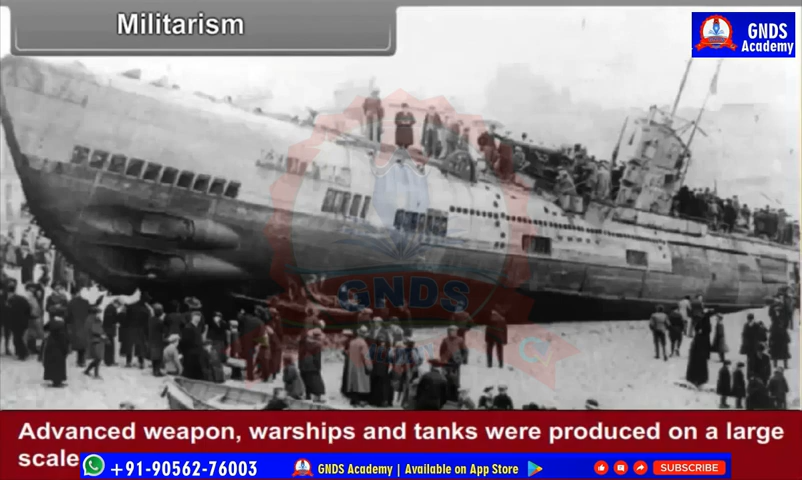 Militarism
GNDS
Academy
GNDS
Advanced weapon, warships and tanks were produced on a large
scale
+91-90562-76003
GNDS Academy | Available on App Store
SUBSCRIBE